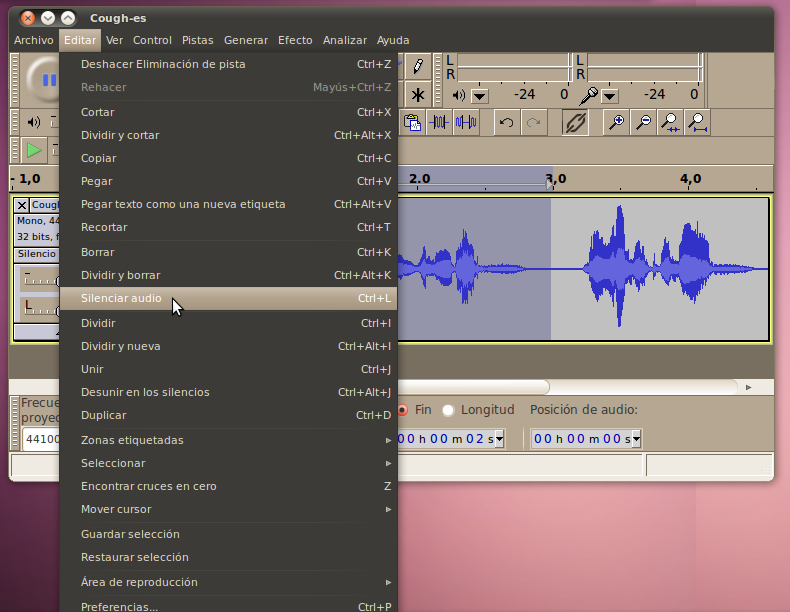 Cough-es
Archivo Editar Ver Control Pistas Generar Efecto Analizar Ayuda
Deshacer Eliminación de pista Ctrl+Z
Rehacer Mayús+Ctrl+Z
Cortar Ctrl+X
Dividir y cortar Ctrl+Alt+X
Copiar Ctrl+C
Pegar Ctrl+V
Pegar texto como una nueva etiqueta Ctrl+Alt+V
Recortar Ctrl+T
Borrar Ctrl+K
Dividir y borrar Ctrl+Alt+K
Silenciar audio Ctrl+L
Dividir Ctrl+I
Dividir y nueva Ctrl+Alt+I
Unir Ctrl+J
Desunir en los silencios Ctrl+Alt+J
Duplicar Ctrl+D
Zonas etiquetadas
Seleccionar
Encontrar cruces en cero Z
Mover cursor
Guardar selección
Restaurar selección
Área de reproducción
Preferencias... Ctrl+P
L L
R R
-24 0 -24 0
- 1,0 2.0 3,0 4,0
X Coug
Mono, 44
32 bits, f
Silencio
L
Frecue
proye
44100
Fin Longitud Posición de audio:
00 h 00 m 02 s 00 h 00 m 00 s